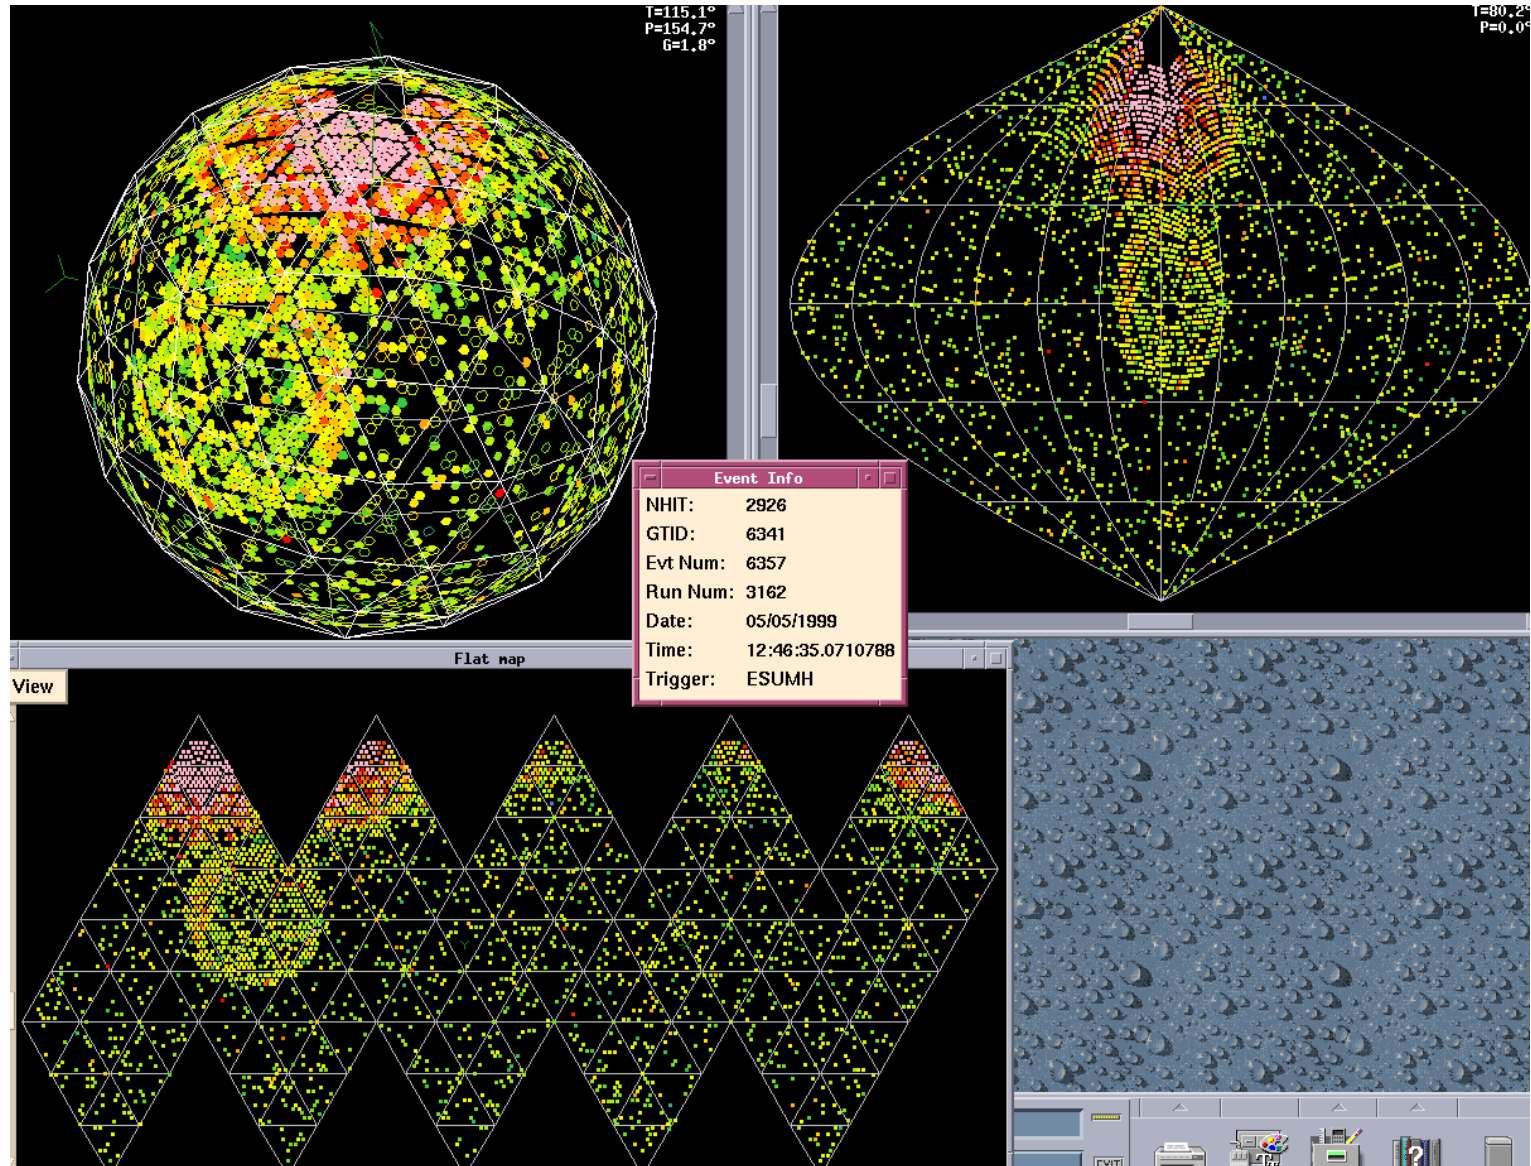 T=115.1°
P=154.7°
G=1.8°
T=80.2°
P=0.0°
Event Info
NHIT: 2926
GTID: 6341
Evt Num: 6357
Run Num: 3162
Date: 05/05/1999
Time: 12:46:35.0710788
Trigger: ESUMH
Flat map
View
EXIT
?